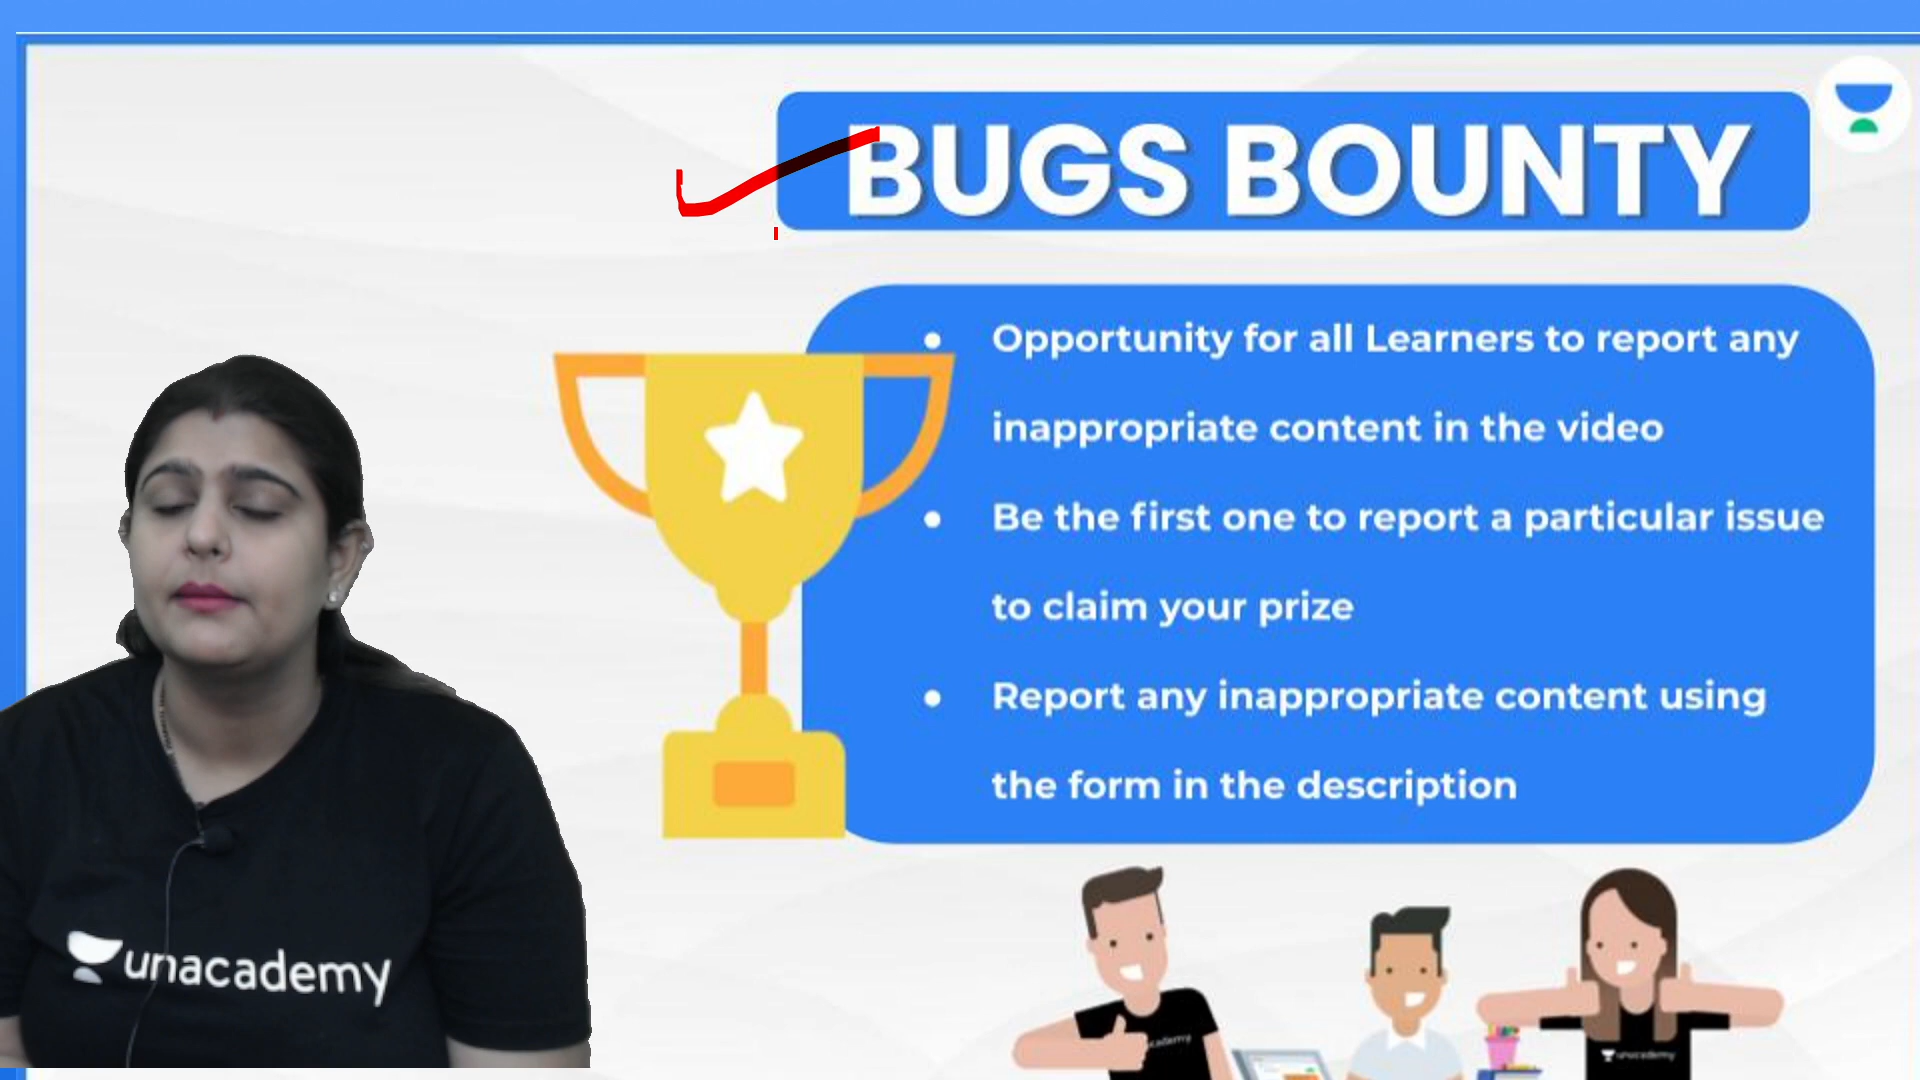 BUGS BOUNTY
• Opportunity for all Learners to report any
inappropriate content in the video
• Be the first one to report a particular issue
to claim your prize
• Report any inappropriate content using
the form in the description
unacademy
unacademy